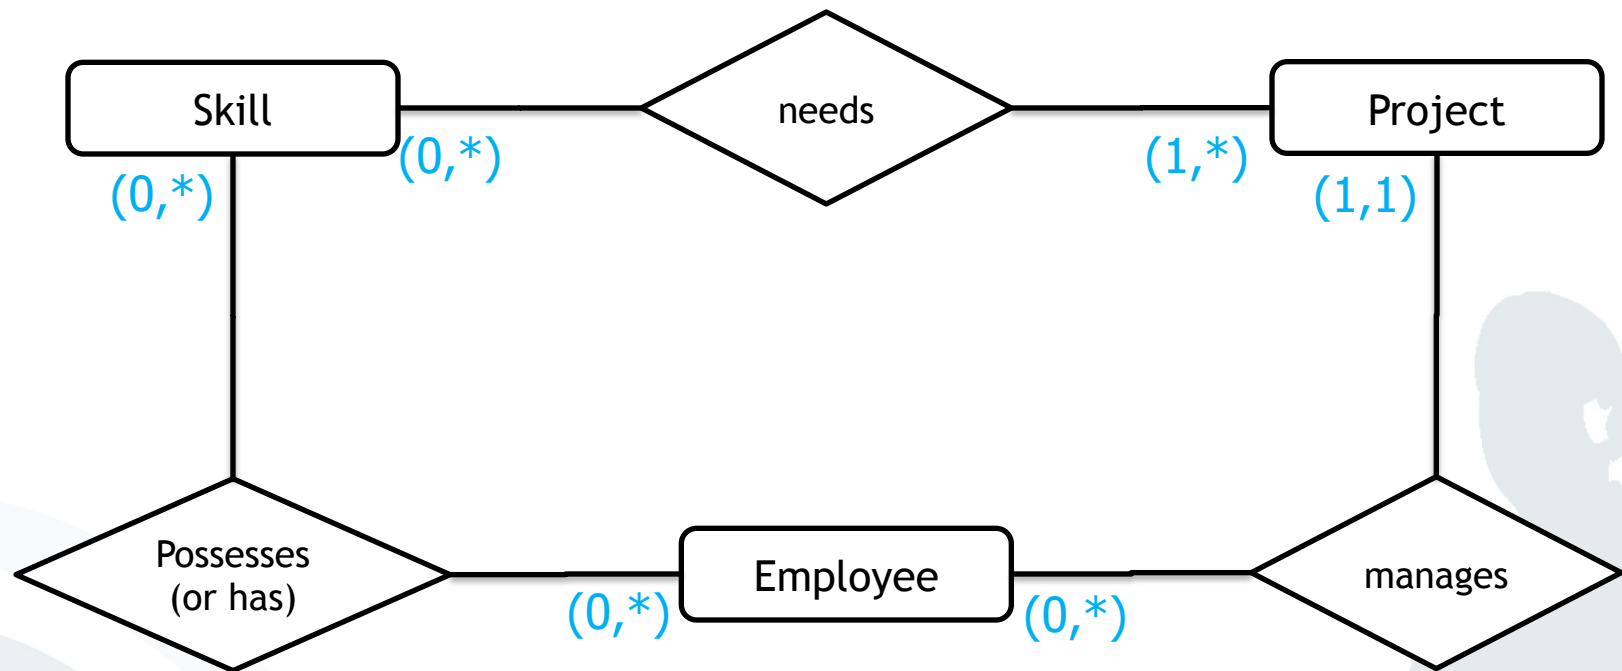 Skill
needs
Project
(0,*)
(1,*)
(0,*)
(1,1)
Possesses
(or has)
Employee
manages
(0,*)
(0,*)